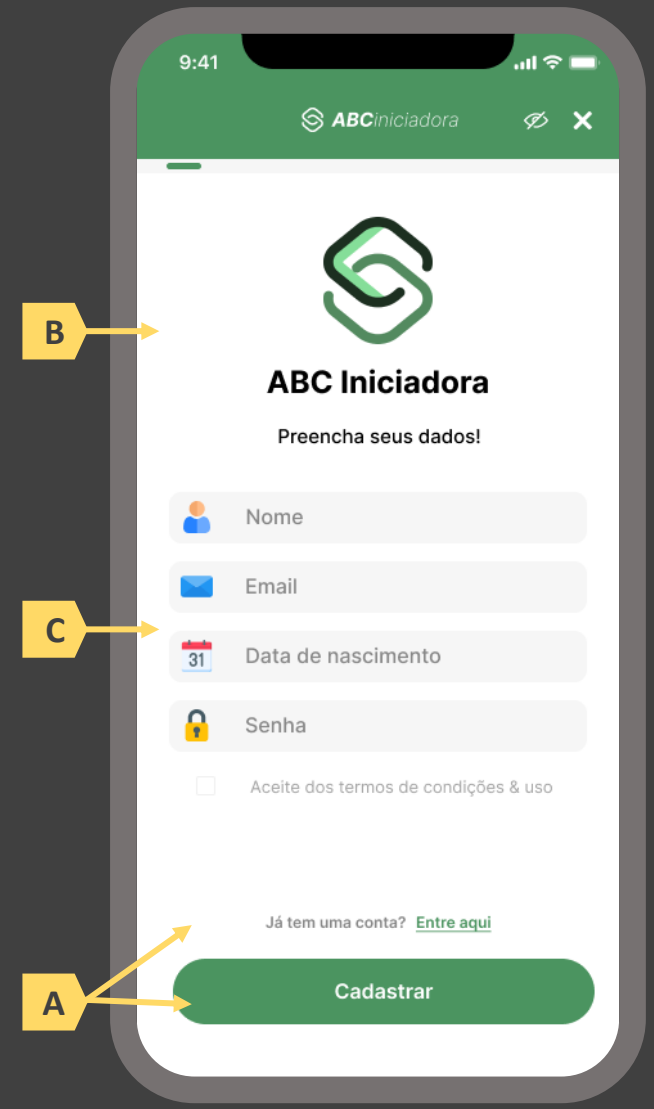 9:41
ABCiniciadora
B
ABC Iniciadora
Preencha seus dados!
Nome
Email
C
31
Data de nascimento
Senha
Aceite dos termos de condições & uso
Já tem uma conta? Entre aqui
A
Cadastrar